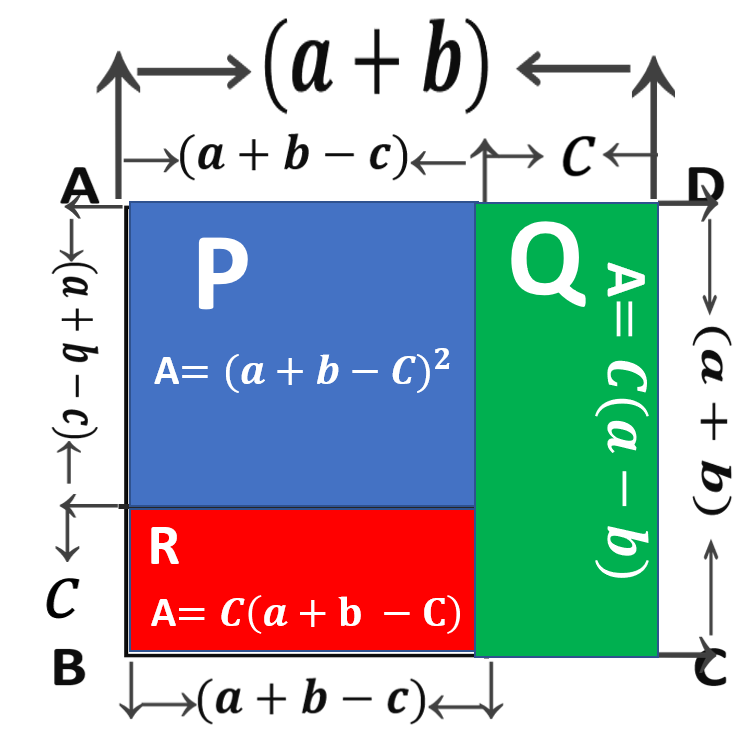 (a + b)
(a + b − c)
C
A
D
(a + b − c)
P
A= (a + b − C)²
Q
A= C(a − b)
(a + b)
R
A= C(a + b − C)
C
B
C
(a + b − c)